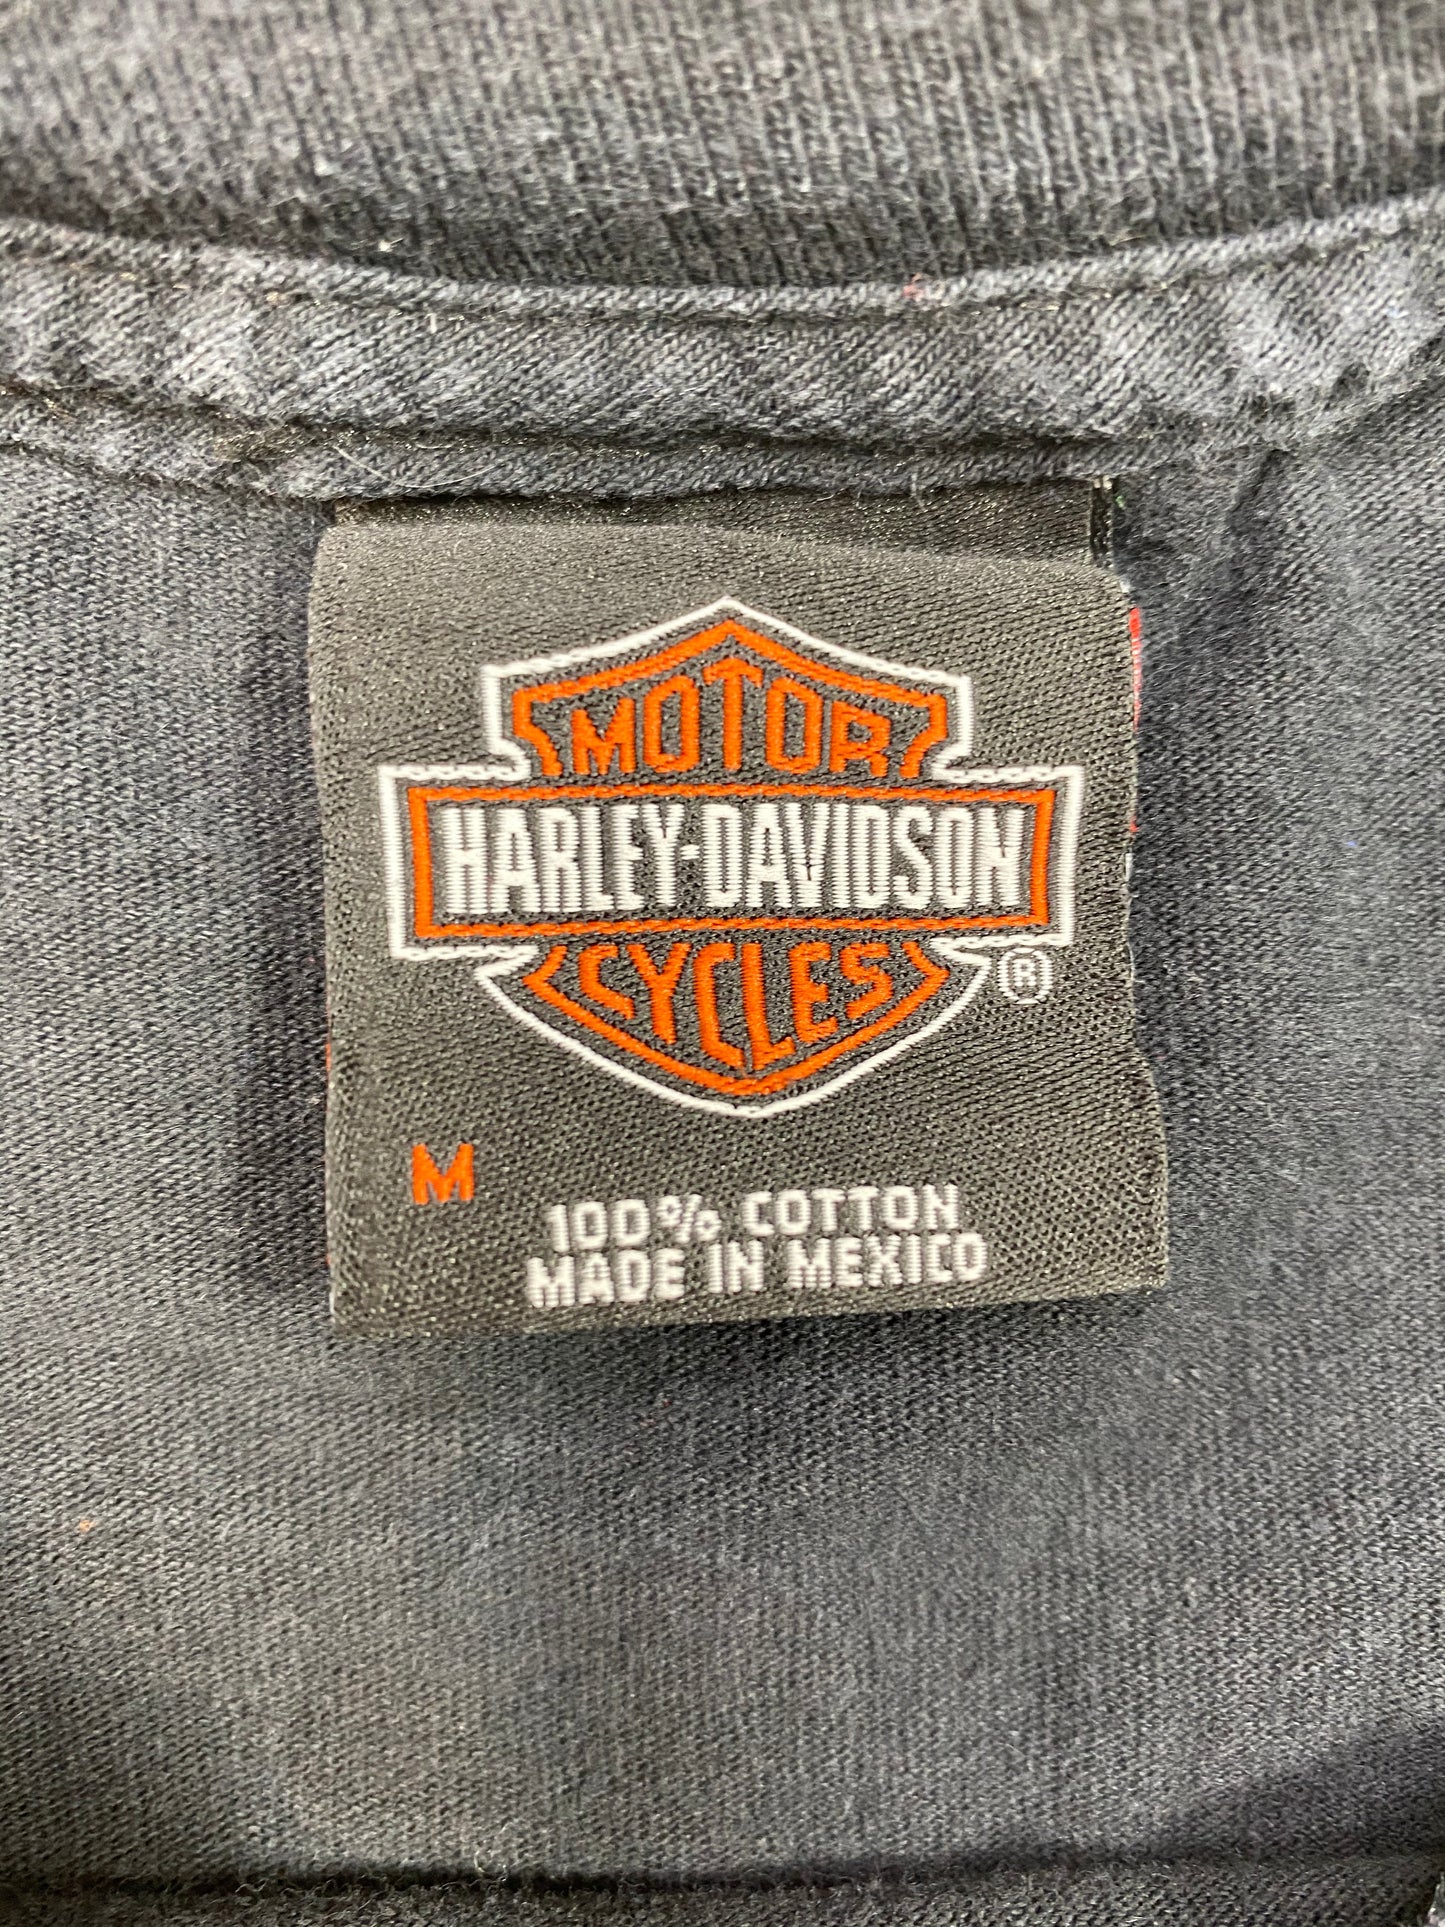 MOTOR
HARLEY-DAVIDSON
CYCLES
®
M
100% COTTON
MADE IN MEXICO